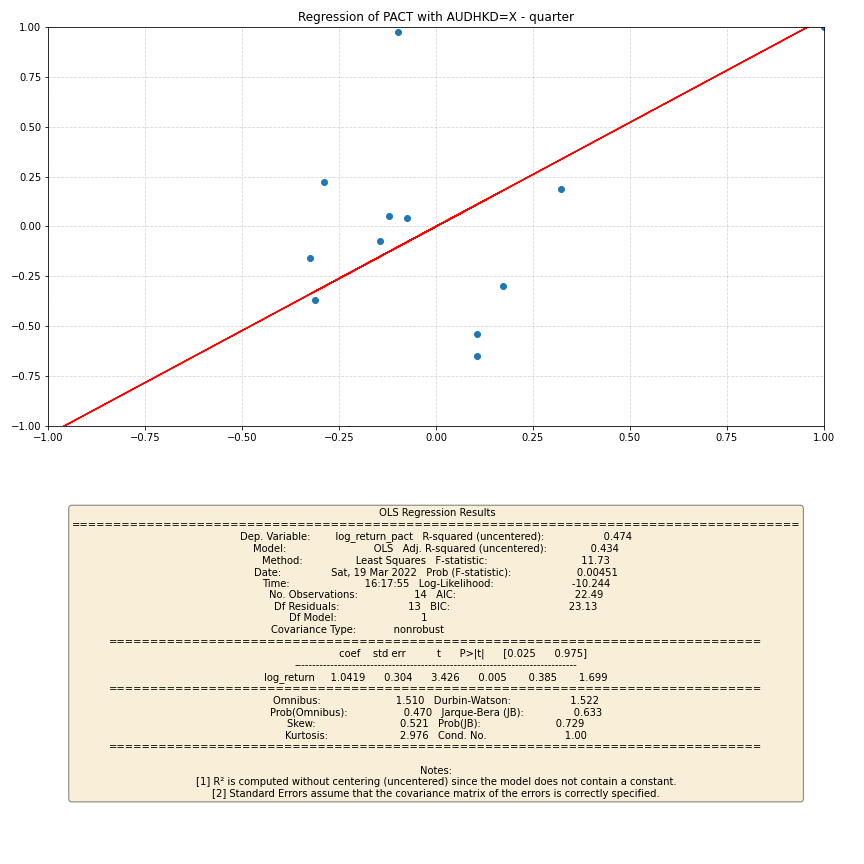 Regression of PACT with AUDHKD=X - quarter
1.00
0.75
0.50
0.25
0.00
−0.25
−0.50
−0.75
−1.00
−1.00 −0.75 −0.50 −0.25 0.00 0.25 0.50 0.75 1.00
OLS Regression Results
==============================================================================
Dep. Variable: log_return_pact R-squared (uncentered): 0.474
Model: OLS Adj. R-squared (uncentered): 0.434
Method: Least Squares F-statistic: 11.73
Date: Sat, 19 Mar 2022 Prob (F-statistic): 0.00451
Time: 16:17:55 Log-Likelihood: -10.244
No. Observations: 14 AIC: 22.49
Df Residuals: 13 BIC: 23.13
Df Model: 1
Covariance Type: nonrobust
==============================================================================
coef std err t P>|t| [0.025 0.975]
------------------------------------------------------------------------------
log_return 1.0419 0.304 3.426 0.005 0.385 1.699
==============================================================================
Omnibus: 1.510 Durbin-Watson: 1.522
Prob(Omnibus): 0.470 Jarque-Bera (JB): 0.633
Skew: 0.521 Prob(JB): 0.729
Kurtosis: 2.976 Cond. No. 1.00
==============================================================================
Notes:
[1] R² is computed without centering (uncentered) since the model does not contain a constant.
[2] Standard Errors assume that the covariance matrix of the errors is correctly specified.